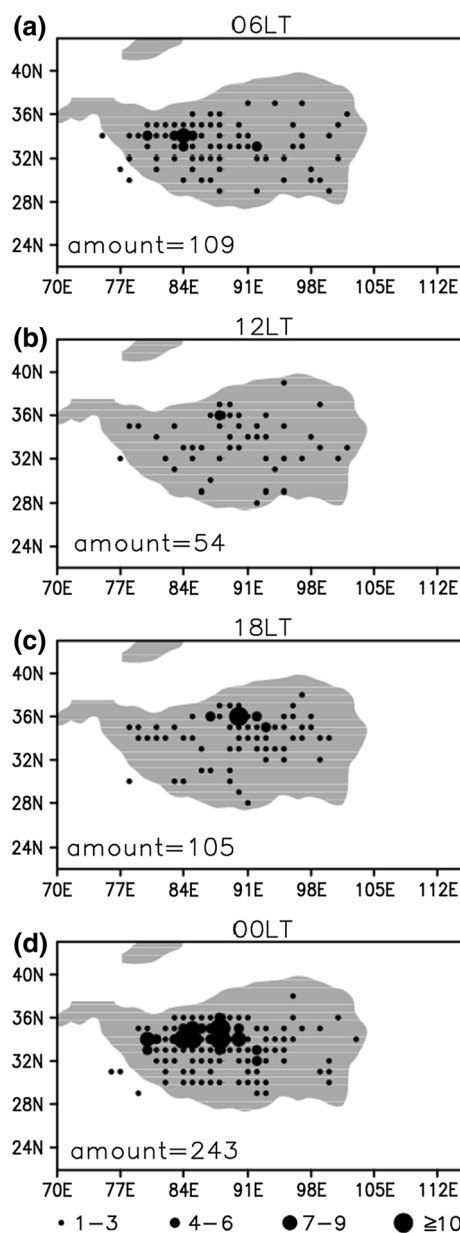 (a) 06LT
40N
36N
32N
28N
24N
amount=109
70E 77E 84E 91E 98E 105E 112E
(b) 12LT
40N
36N
32N
28N
24N
amount=54
70E 77E 84E 91E 98E 105E 112E
(c) 18LT
40N
36N
32N
28N
24N
amount=105
70E 77E 84E 91E 98E 105E 112E
(d) 00LT
40N
36N
32N
28N
24N
amount=243
70E 77E 84E 91E 98E 105E 112E
1-3 4-6 7-9 ≧10